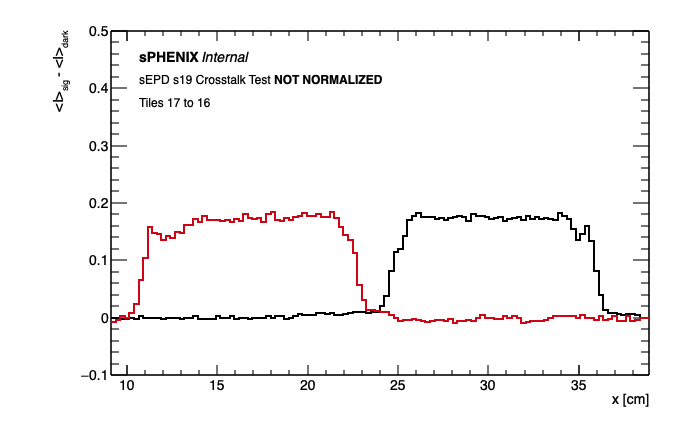 <I>sig - <I>dark
0.5
sPHENIX Internal
sEPD s19 Crosstalk Test NOT NORMALIZED
Tiles 17 to 16
0.4
0.3
0.2
0.1
0
−0.1
10 15 20 25 30 35
x [cm]